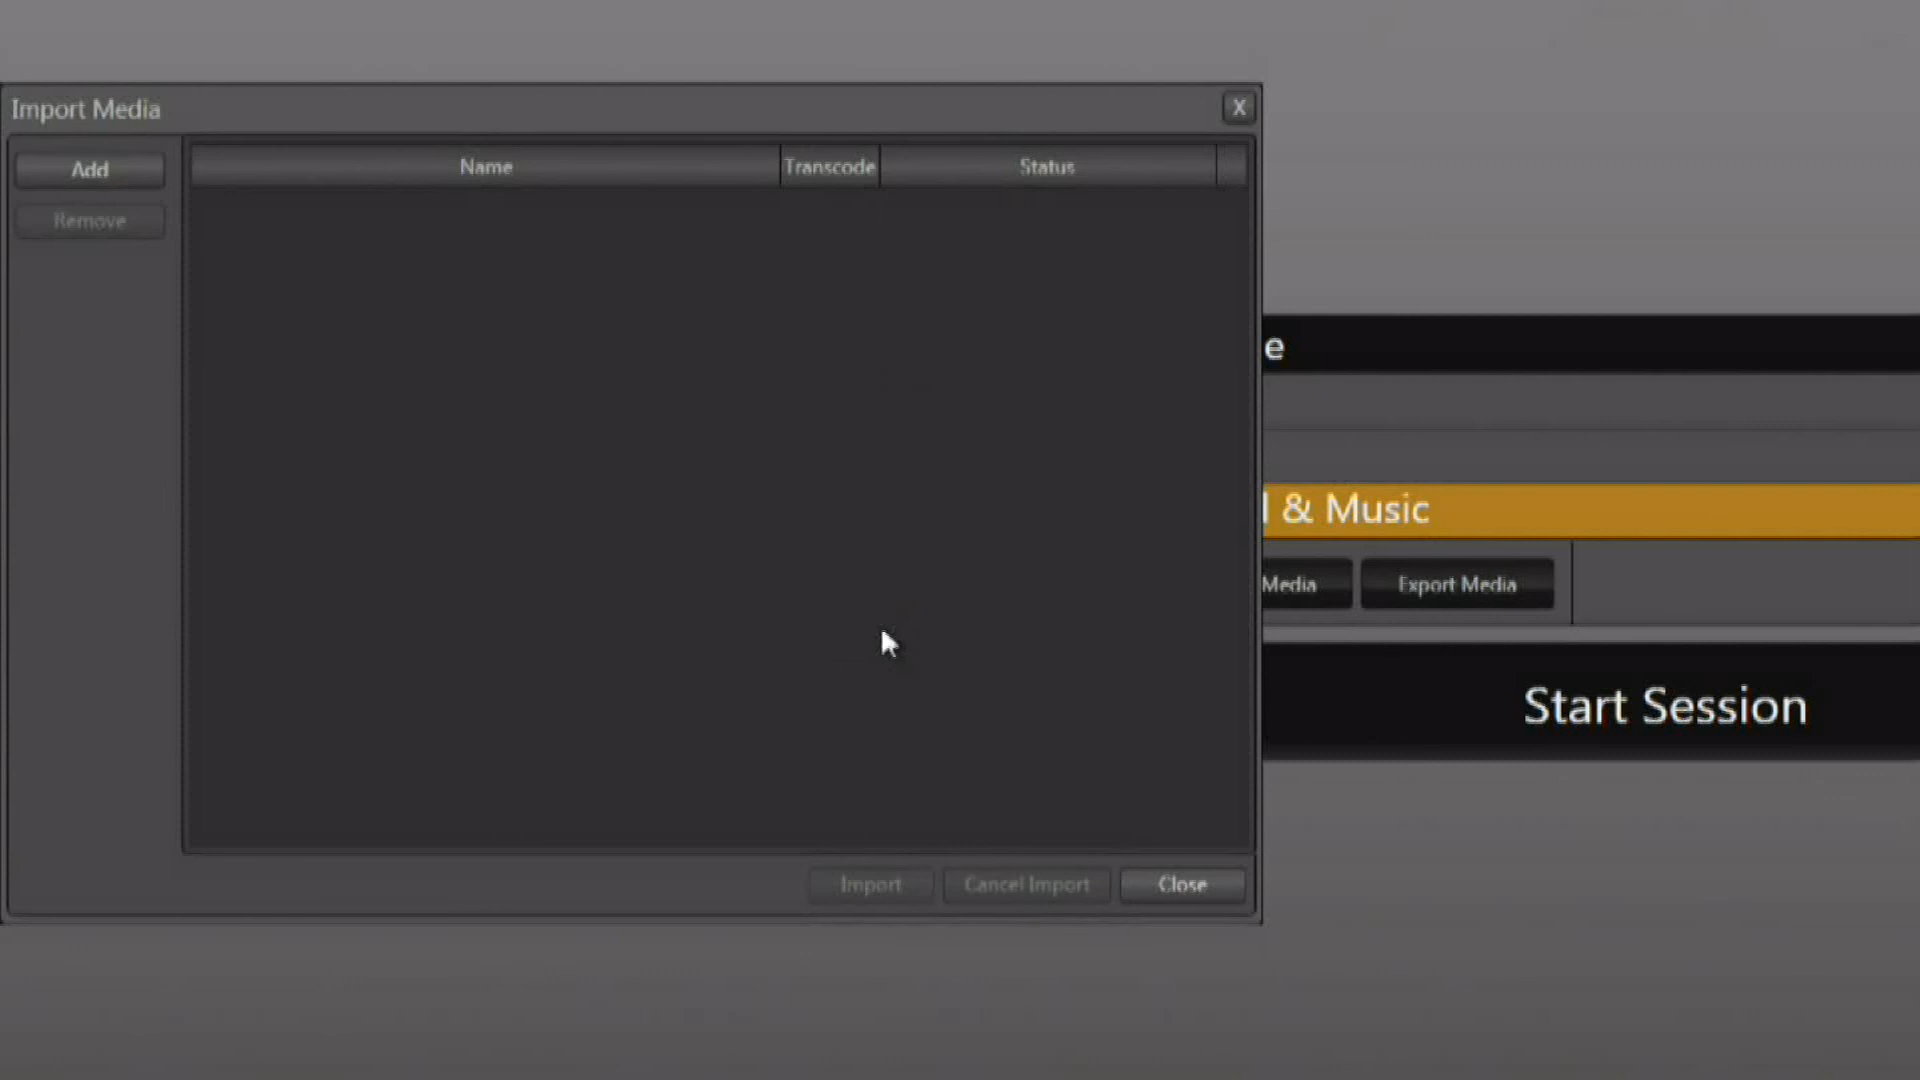 Import Media
X
Add
Remove
Name
Transcode
Status
Import
Cancel Import
Close
e
& Music
Media
Export Media
Start Session